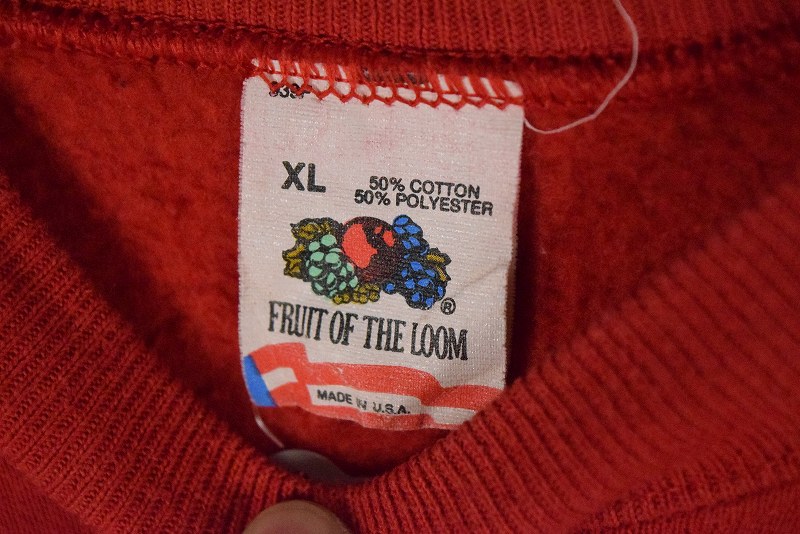 XL
50% COTTON
50% POLYESTER
®
FRUIT OF THE LOOM
MADE IN U.S.A.